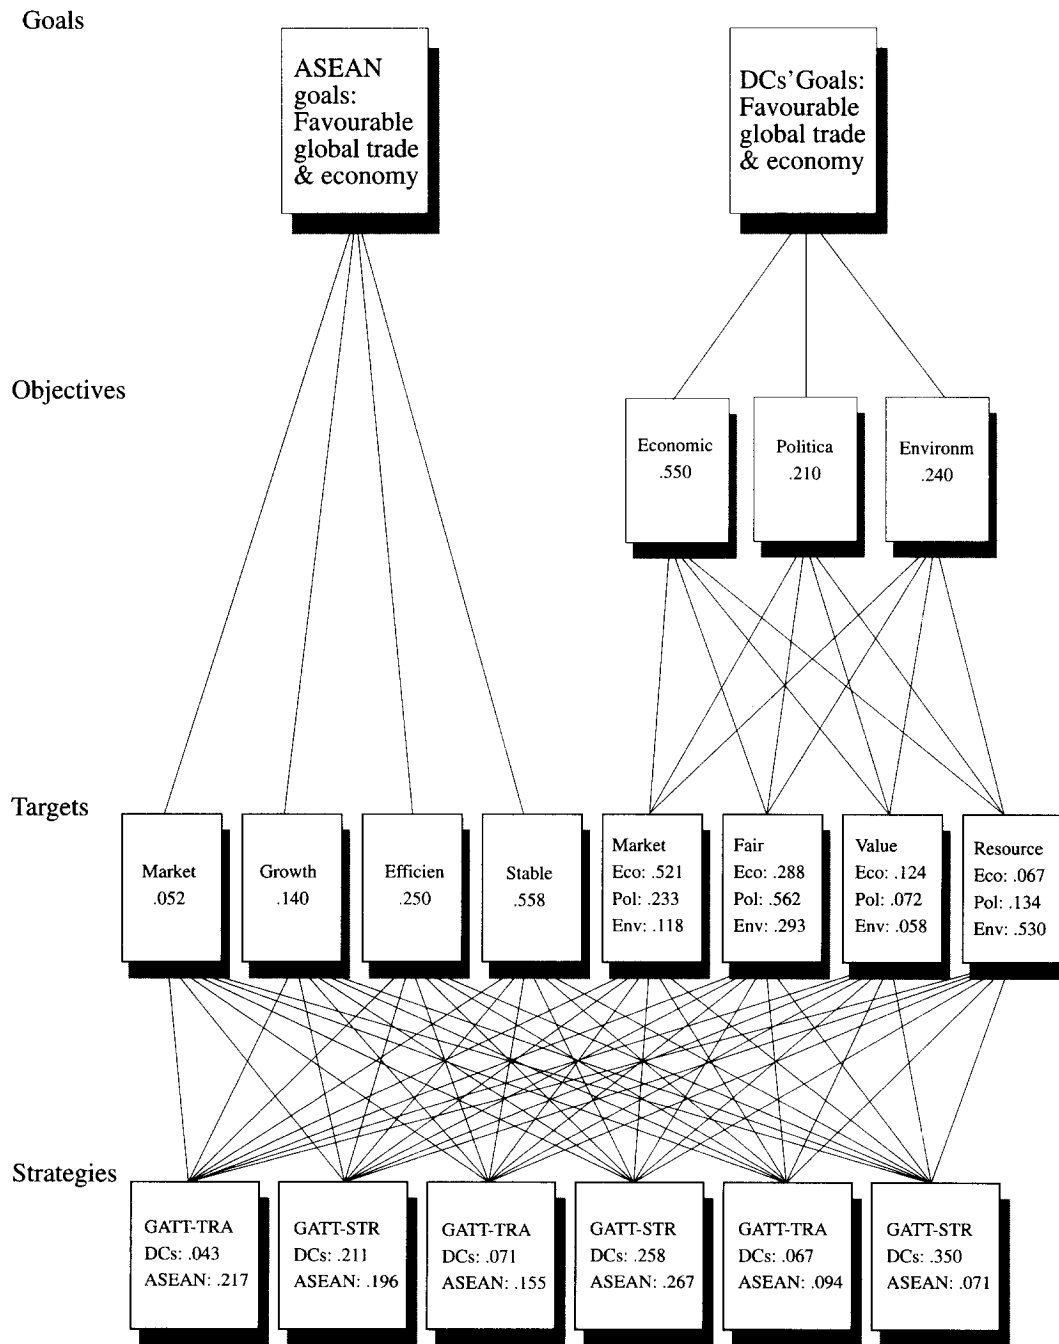 Goals
ASEAN
goals:
Favourable
global trade
& economy
DCs'Goals:
Favourable
global trade
& economy
Objectives
Economic
.550
Politica
.210
Environm
.240
Targets
Market
.052
Growth
.140
Efficien
.250
Stable
.558
Market
Eco: .521
Pol: .233
Env: .118
Fair
Eco: .288
Pol: .562
Env: .293
Value
Eco: .124
Pol: .072
Env: .058
Resource
Eco: .067
Pol: .134
Env: .530
Strategies
GATT-TRA
DCs: .043
ASEAN: .217
GATT-STR
DCs: .211
ASEAN: .196
GATT-TRA
DCs: .071
ASEAN: .155
GATT-STR
DCs: .258
ASEAN: .267
GATT-TRA
DCs: .067
ASEAN: .094
GATT-STR
DCs: .350
ASEAN: .071